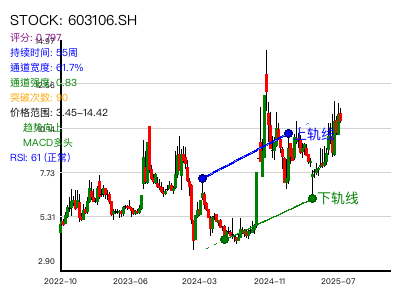 STOCK: 603106.SH
评分: 0.797
14.97
持续时间: 55周
通道宽度: 61.7%
通道强度: 0.83
12.56
突破次数:
价格范围: 3.45-14.42
趋势向上
10.14
上轨线
MACD多头
RSI: 61 (正常)
7.73
下轨线
5.31
2.90
2022-10
2023-06
2024-03
2024-11
2025-07